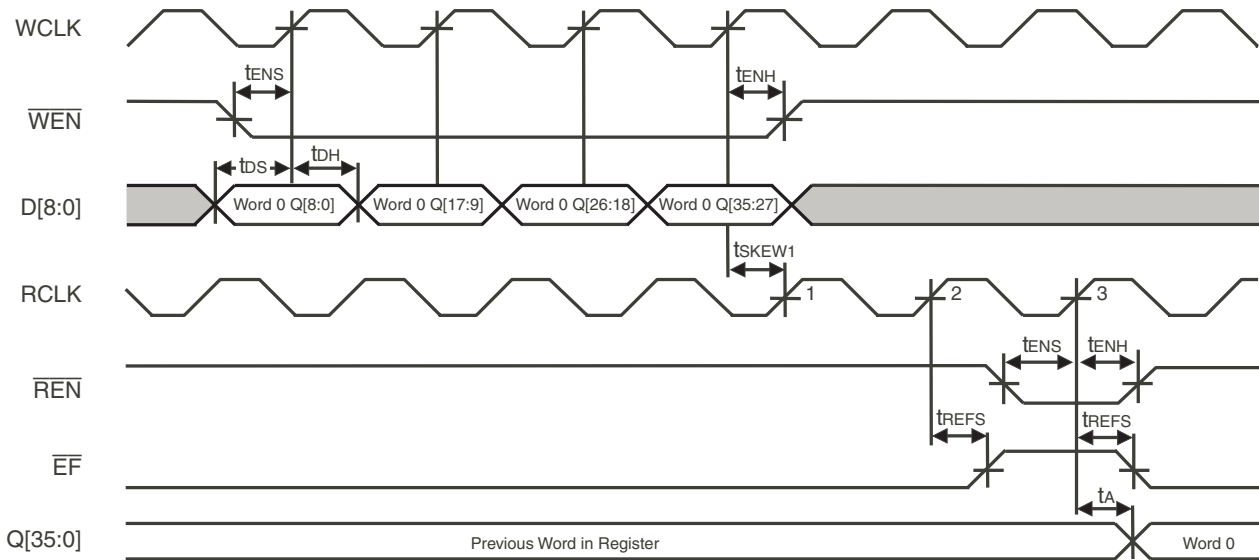 WCLK
tENS
tENH
WEN
tDS
tDH
D[8:0]
Word 0 Q[8:0]
Word 0 Q[17:9]
Word 0 Q[26:18]
Word 0 Q[35:27]
tSKEW1
RCLK
1
2
3
tENS
tENH
REN
tREFS
tREFS
EF
tA
Q[35:0]
Previous Word in Register
Word 0